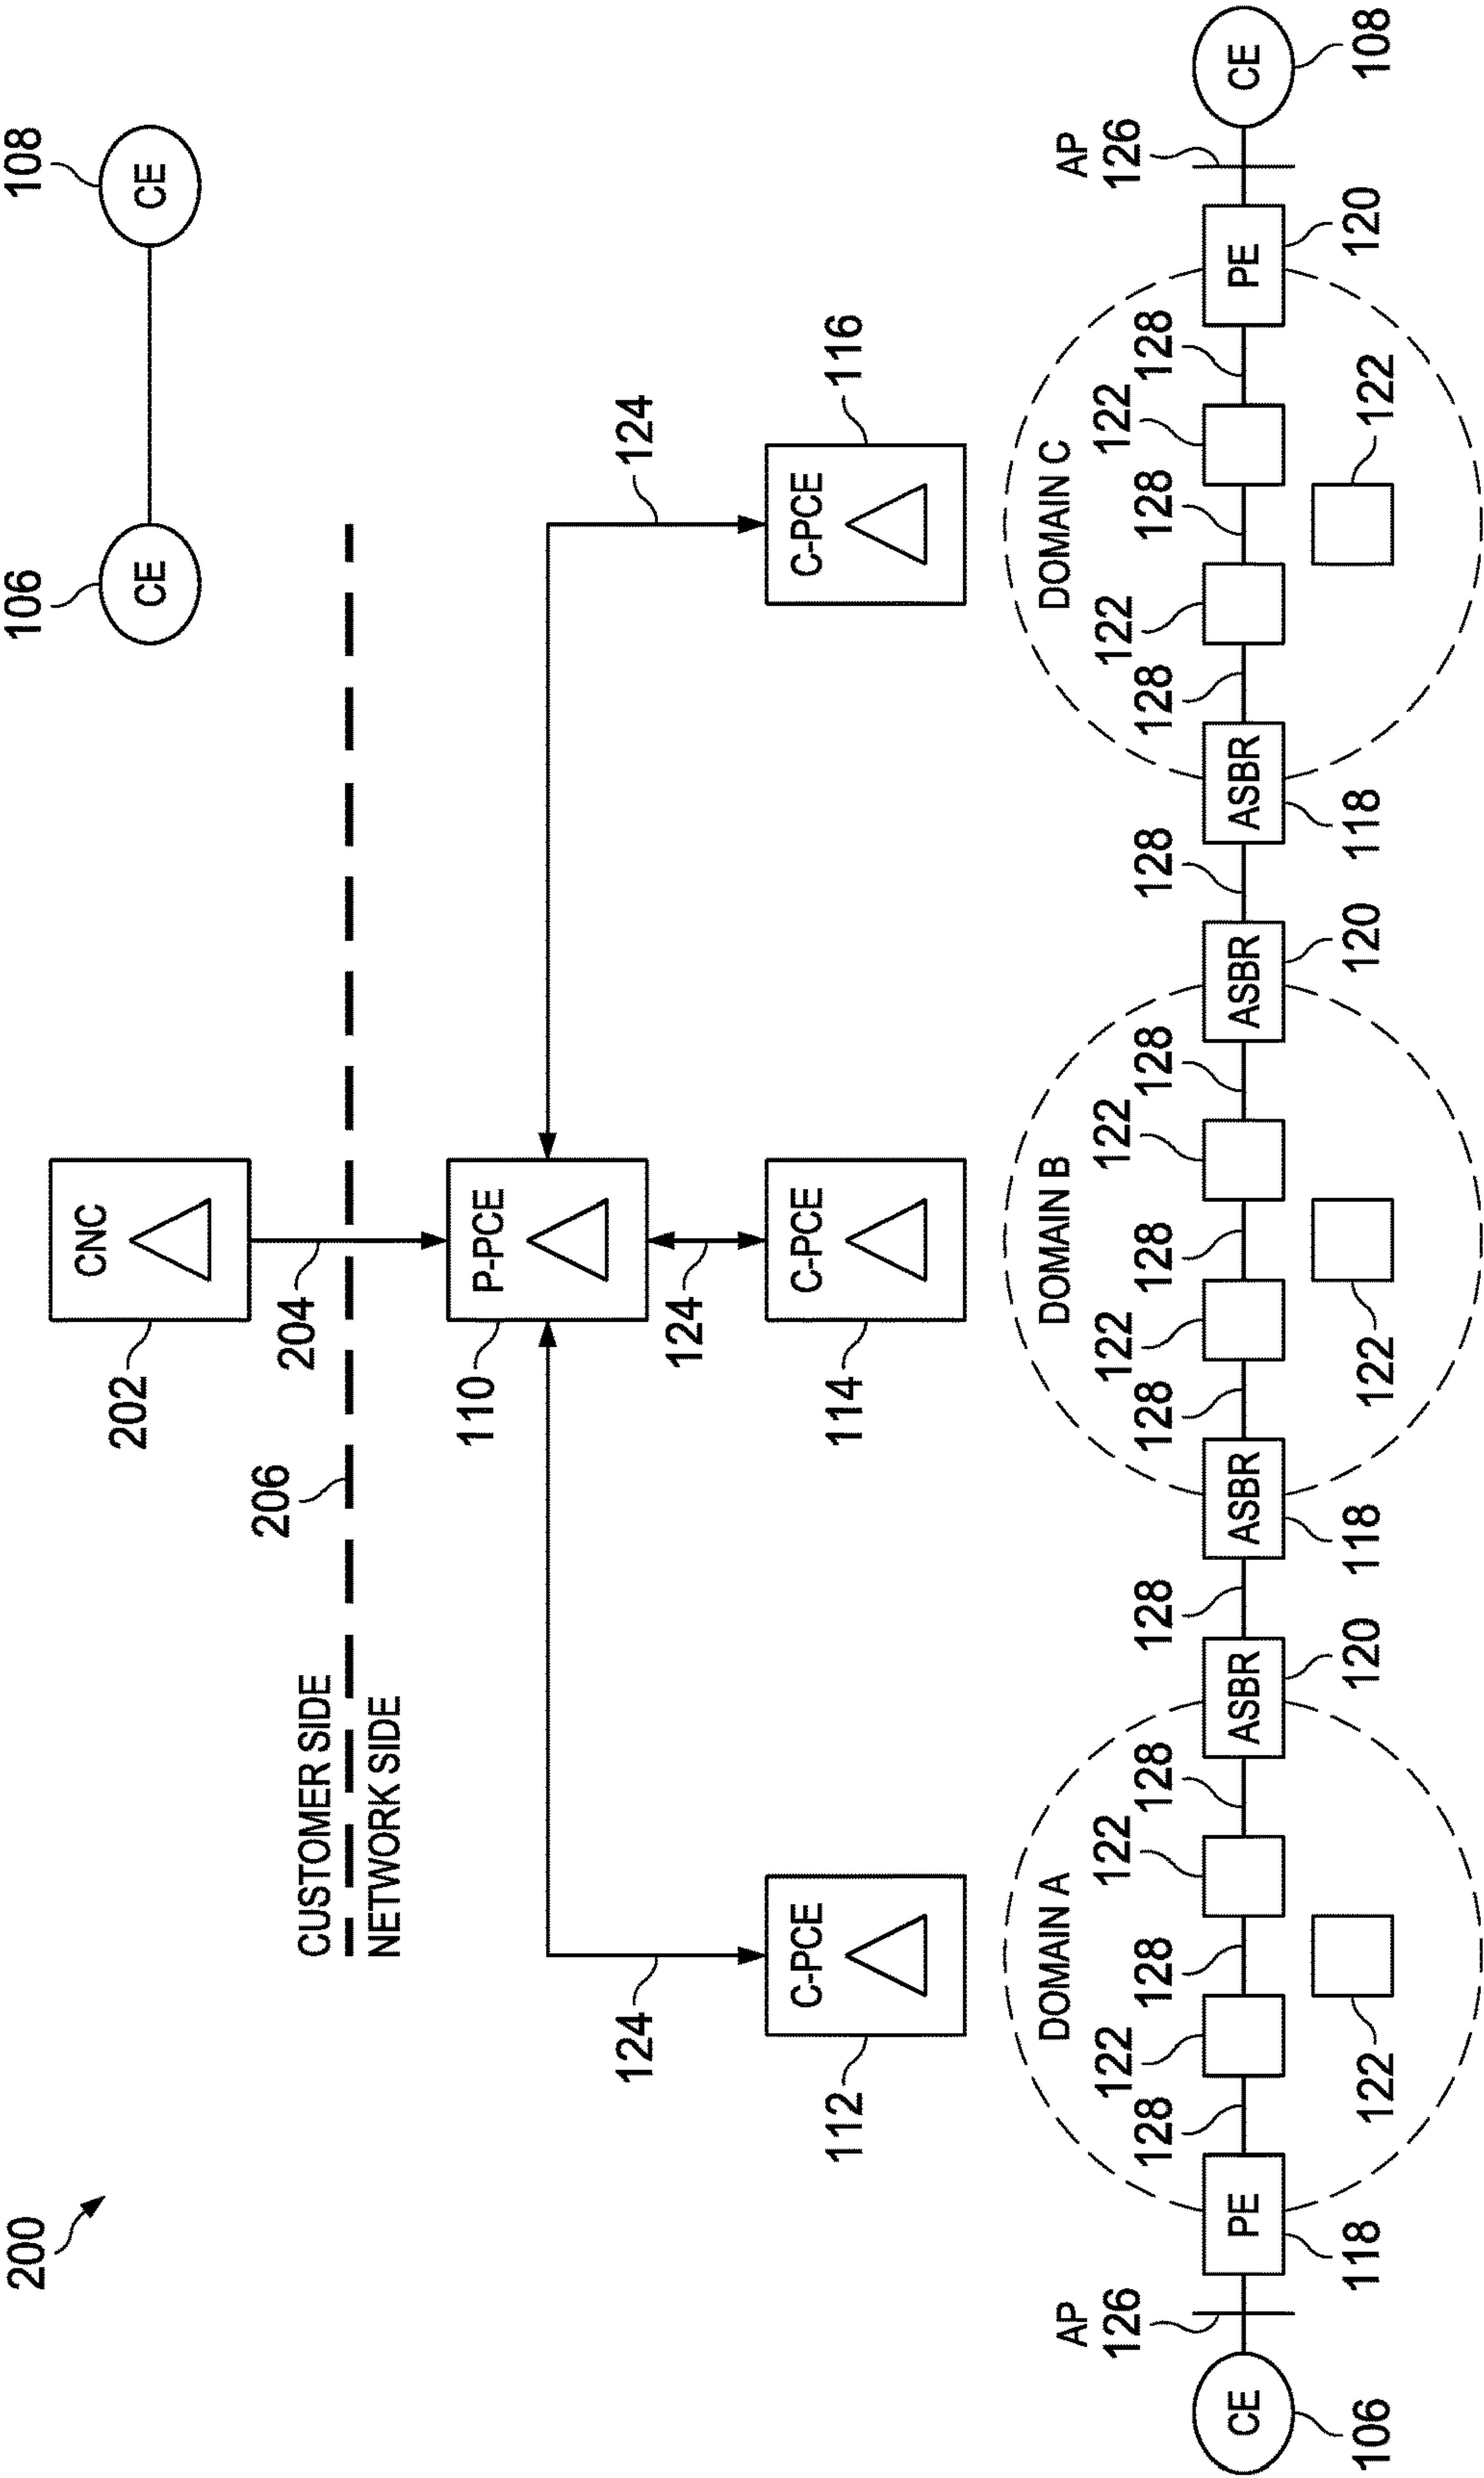 200
CNC
202
204
106
CE
108
CE
CUSTOMER SIDE
206
NETWORK SIDE
P-PCE
110
124
124
124
C-PCE
112
C-PCE
114
C-PCE
116
DOMAIN A
DOMAIN B
DOMAIN C
AP
126
128
122
128
122
128
128
128
122
128
122
128
128
128
122
128
122
128
AP
126
CE
PE
ASBR
ASBR
ASBR
ASBR
PE
CE
106
118
122
120
118
122
120
118
122
120
108